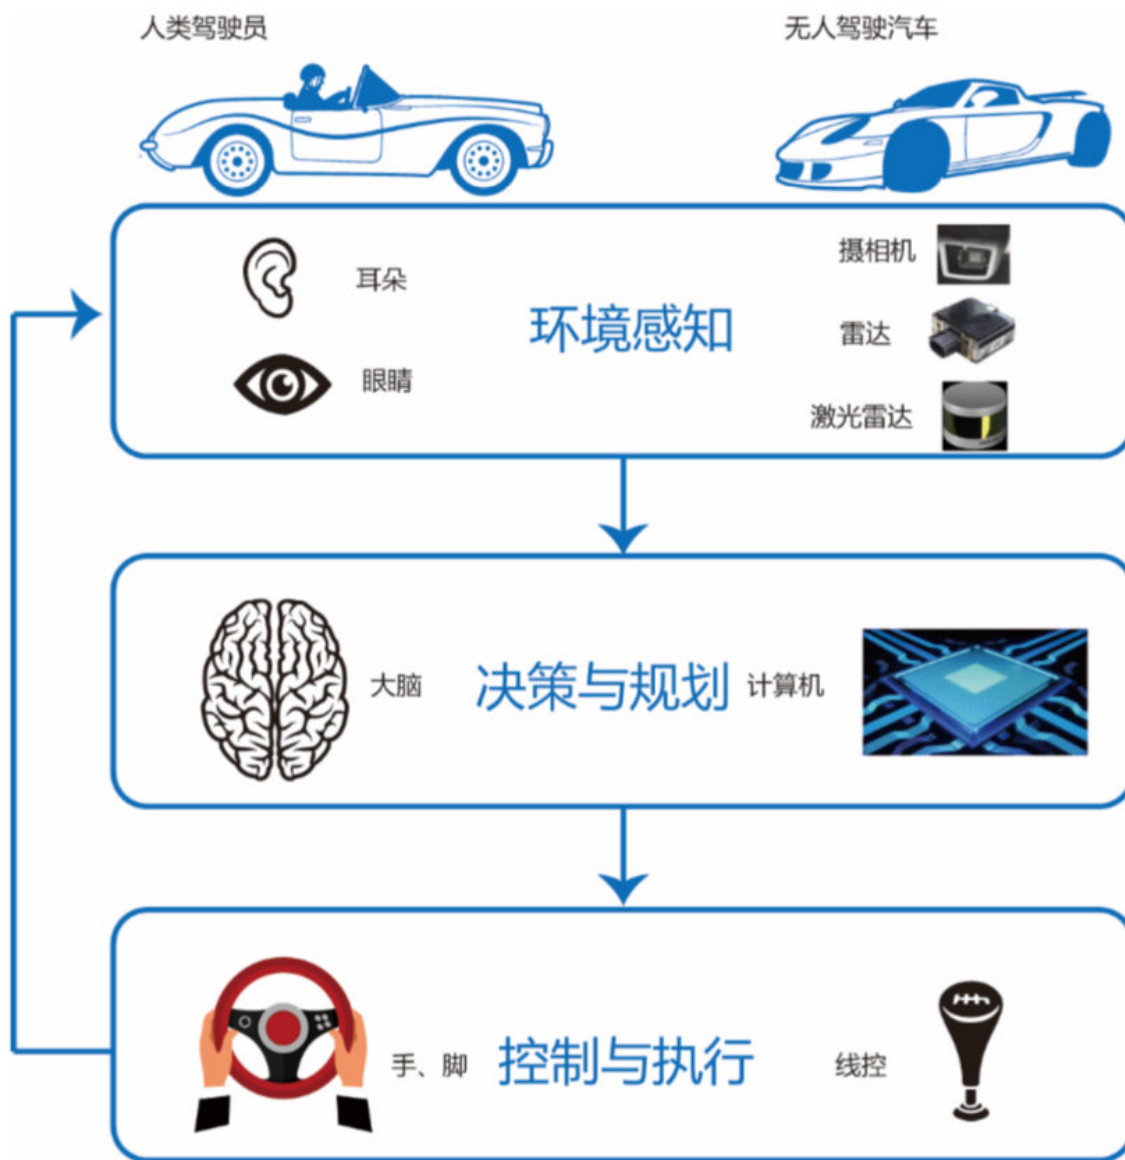 人类驾驶员
无人驾驶汽车
耳朵
眼睛
环境感知
摄相机
雷达
激光雷达
大脑
决策与规划
计算机
手、脚
控制与执行
线控